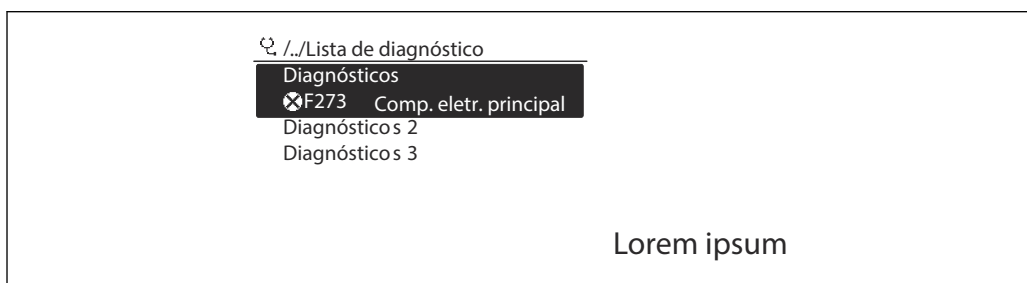 /../Lista de diagnóstico
Diagnósticos
F273 Comp. eletr. principal
Diagnósticos 2
Diagnósticos 3
Lorem ipsum